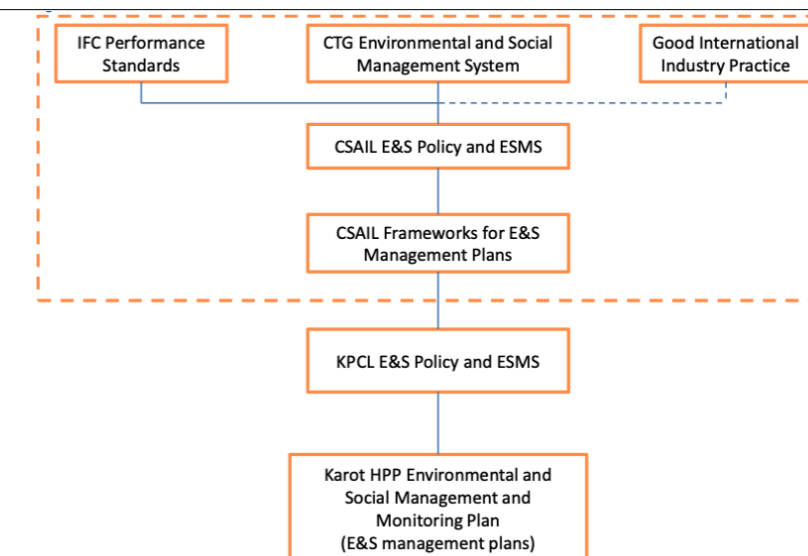 IFC Performance
Standards
CTG Environmental and Social
Management System
Good International
Industry Practice
CSAIL E&S Policy and ESMS
CSAIL Frameworks for E&S
Management Plans
KPCL E&S Policy and ESMS
Karot HPP Environmental and
Social Management and
Monitoring Plan
(E&S management plans)